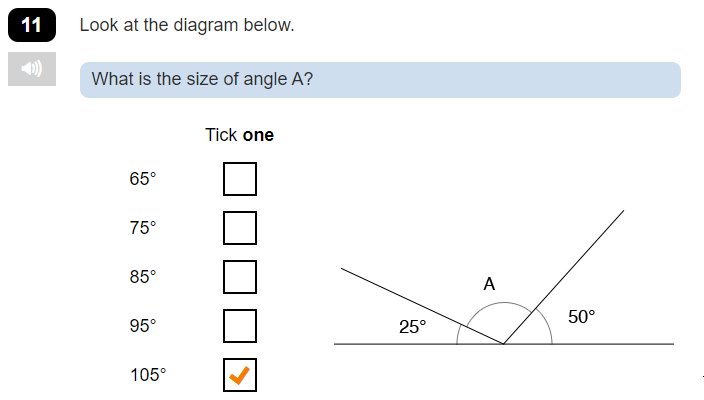 11
Look at the diagram below.
What is the size of angle A?
Tick one
65°
75°
85°
95°
105°
A
25°
50°